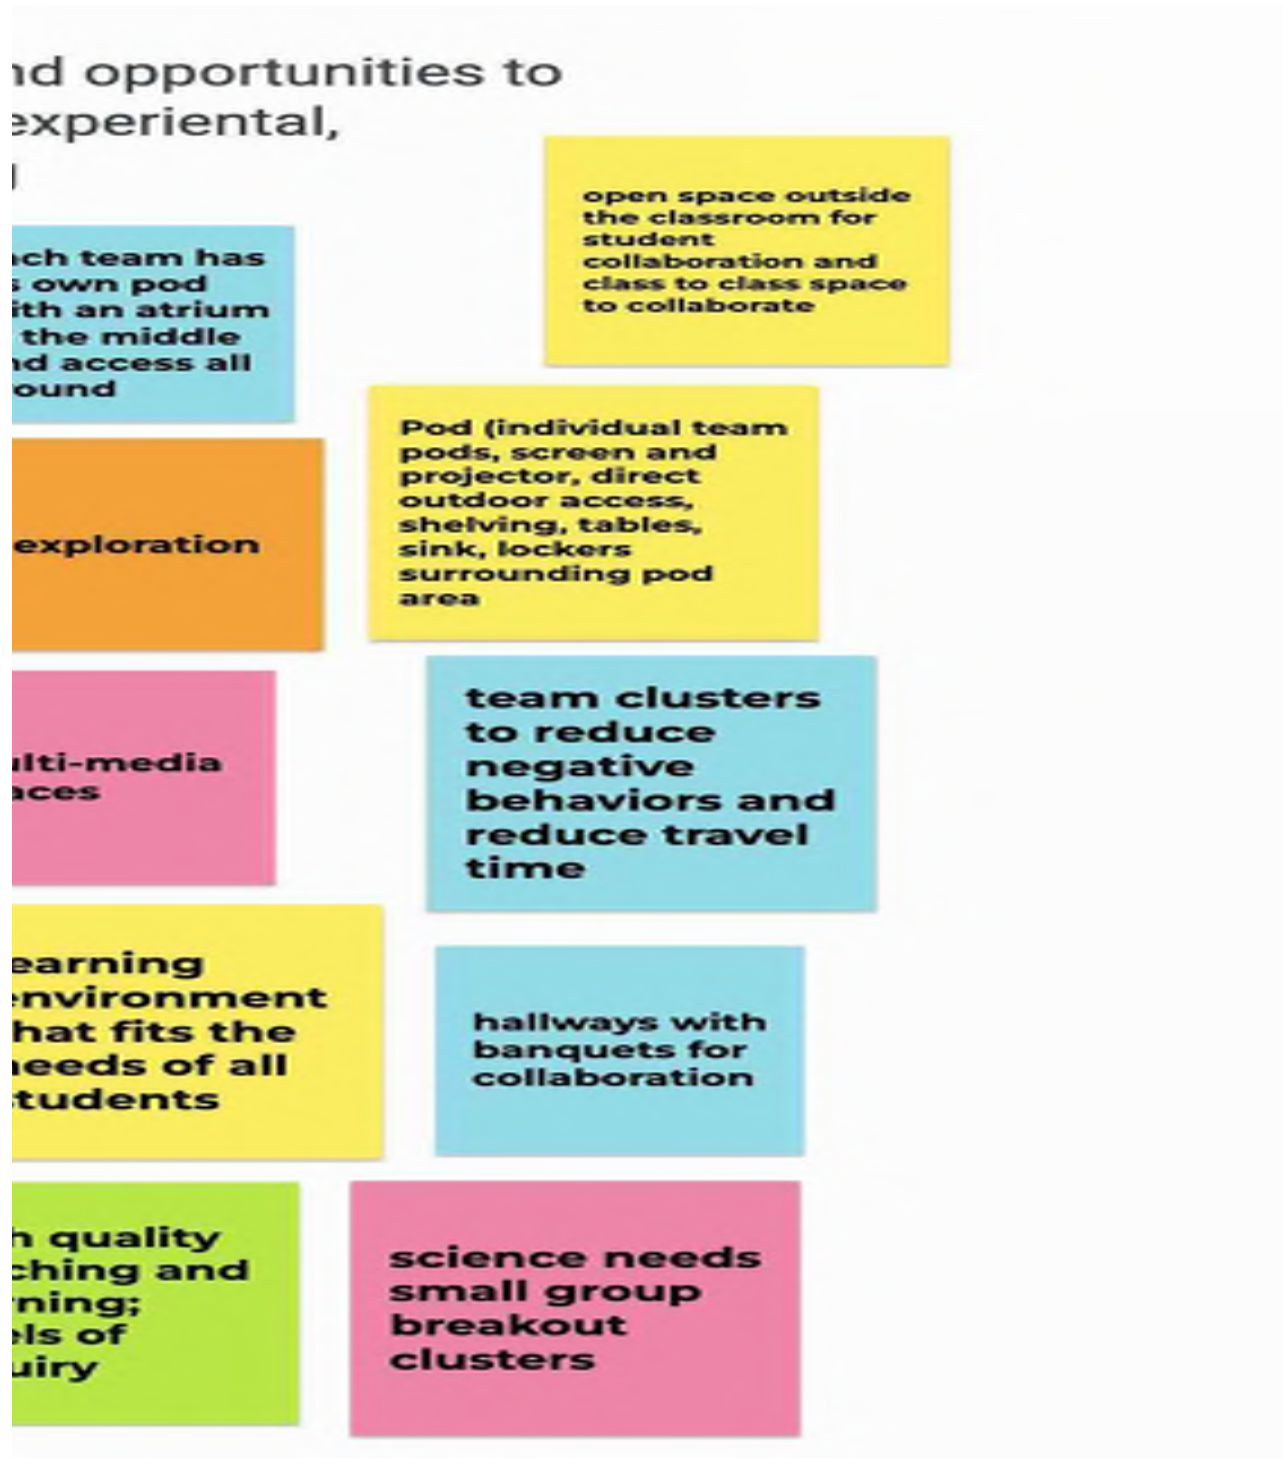 nd opportunities to
experiental,
open space outside
the classroom for
student
collaboration and
class to class space
to collaborate
ach team has
s own pod
ith an atrium
the middle
nd access all
ound
Pod (individual team
pods, screen and
projector, direct
outdoor access,
shelving, tables,
sink, lockers
surrounding pod
area
exploration
team clusters
to reduce
negative
behaviors and
reduce travel
time
ulti-media
aces
earning
environment
hat fits the
needs of all
students
hallways with
banquets for
collaboration
h quality
ching and
rning;
els of
uiry
science needs
small group
breakout
clusters